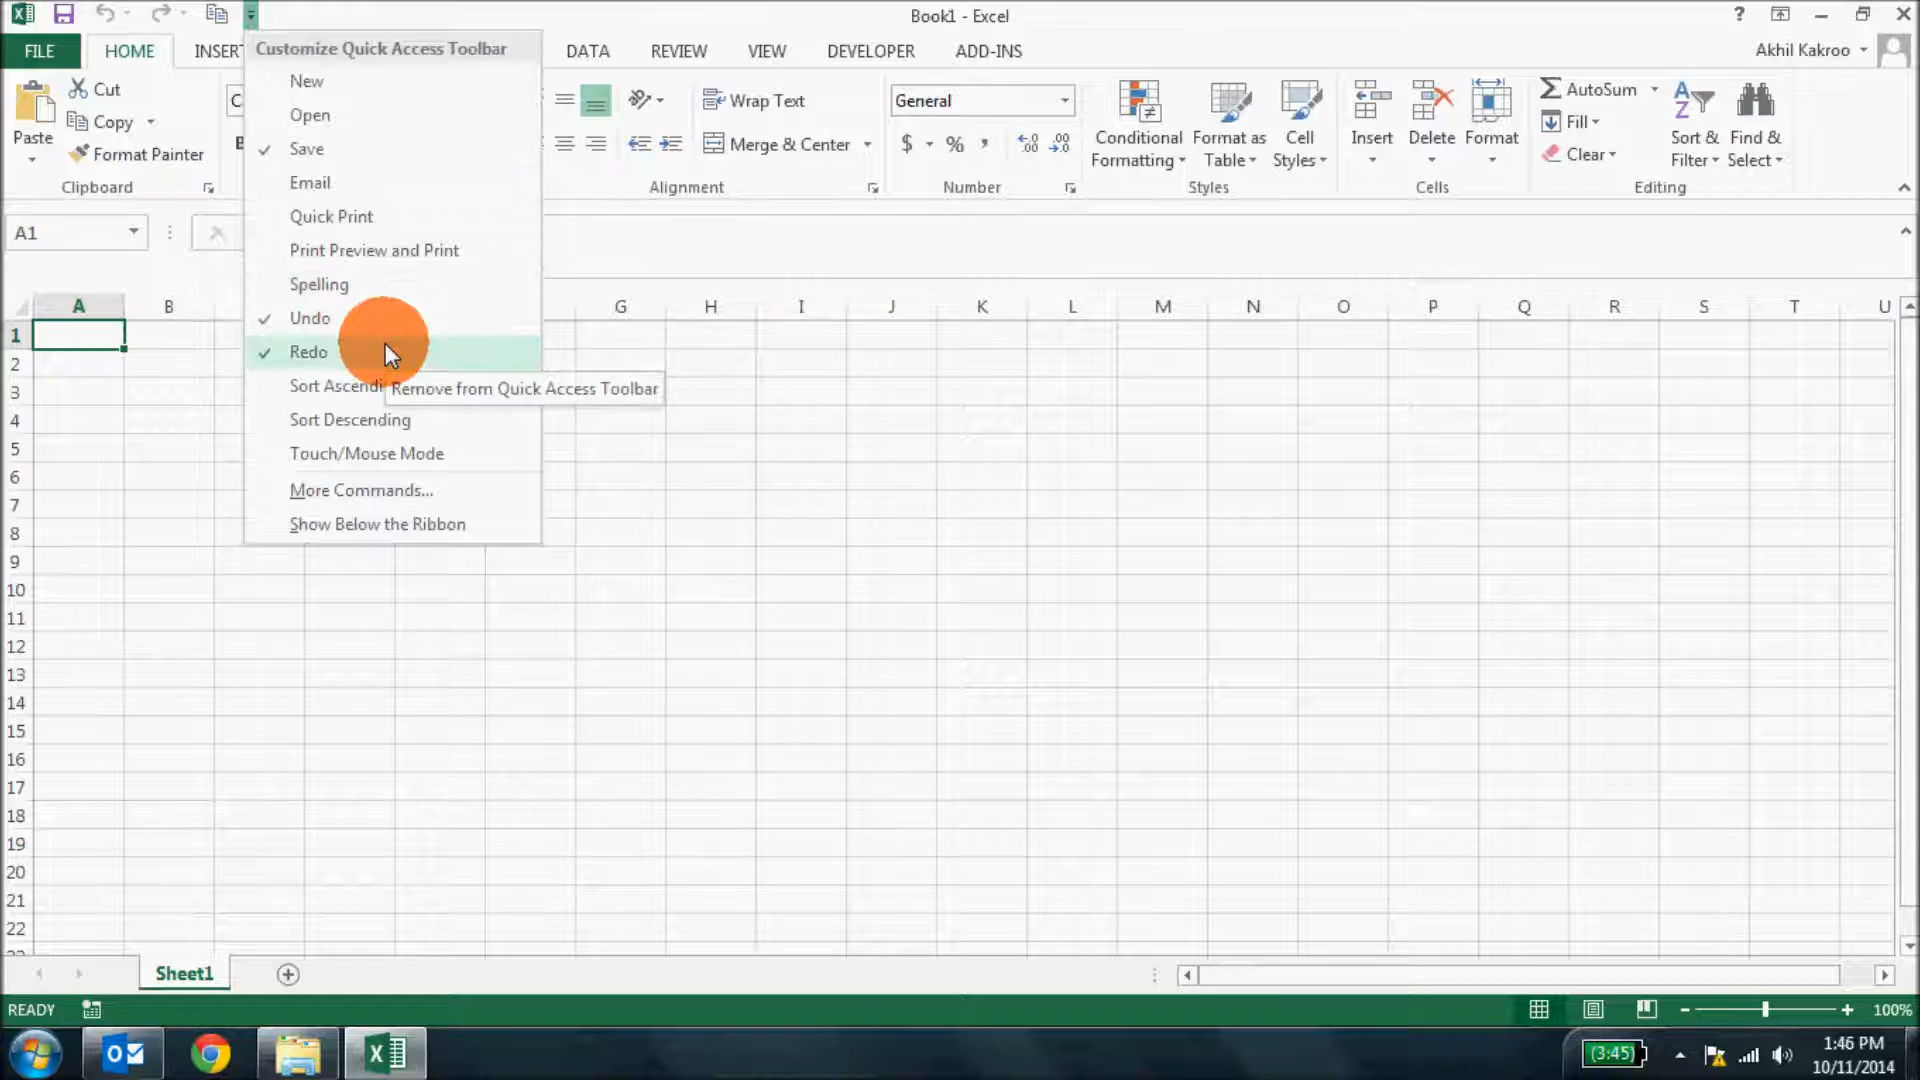 Book1 - Excel
?
FILE
HOME
INSERT
DATA
REVIEW
VIEW
DEVELOPER
ADD-INS
Akhil Kakroo
Customize Quick Access Toolbar
New
Open
Save
Email
Quick Print
Print Preview and Print
Spelling
Undo
Redo
Sort Ascendi
Remove from Quick Access Toolbar
Sort Descending
Touch/Mouse Mode
More Commands...
Show Below the Ribbon
Paste
Cut
Copy
Format Painter
Clipboard
C
B
Wrap Text
Merge & Center
Alignment
General
$ % ,
Number
Conditional
Formatting
Format as
Table
Cell
Styles
Styles
Insert
Delete
Format
Cells
AutoSum
Fill
Clear
Sort &
Filter
Find &
Select
Editing
A1
A B G H I J K L M N O P Q R S T U
1
2
3
4
5
6
7
8
9
10
11
12
13
14
15
16
17
18
19
20
21
22
Sheet1
READY
100%
(3:45)
1:46 PM
10/11/2014